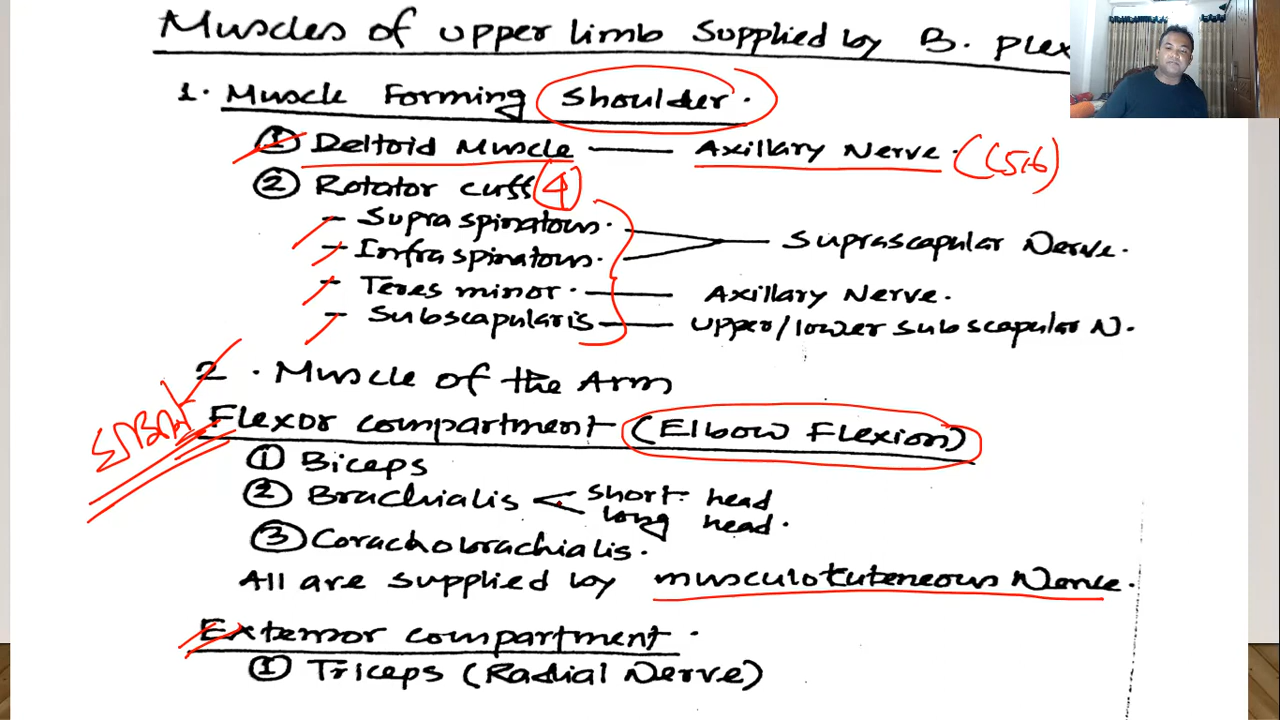 Muscles of upper limb supplied by B. Plex
1. Muscle Forming Shoulder.
① Deltoid Muscle — Axillary Nerve. (C5,6)
② Rotator cuff 4
- Supraspinatous.
- Infraspinatous. Suprascapular Nerve.
- Teres minor. — Axillary Nerve.
- Subscapularis — upper/lower subscapular N.
2. Muscle of the Arm
Flexor compartment (Elbow Flexion)
① Biceps
② Brachialis < short head
long head.
③ Corachobrachialis.
All are supplied by musculokuteneous Nerve.
Extensor compartment.
① Triceps (Radial Nerve)